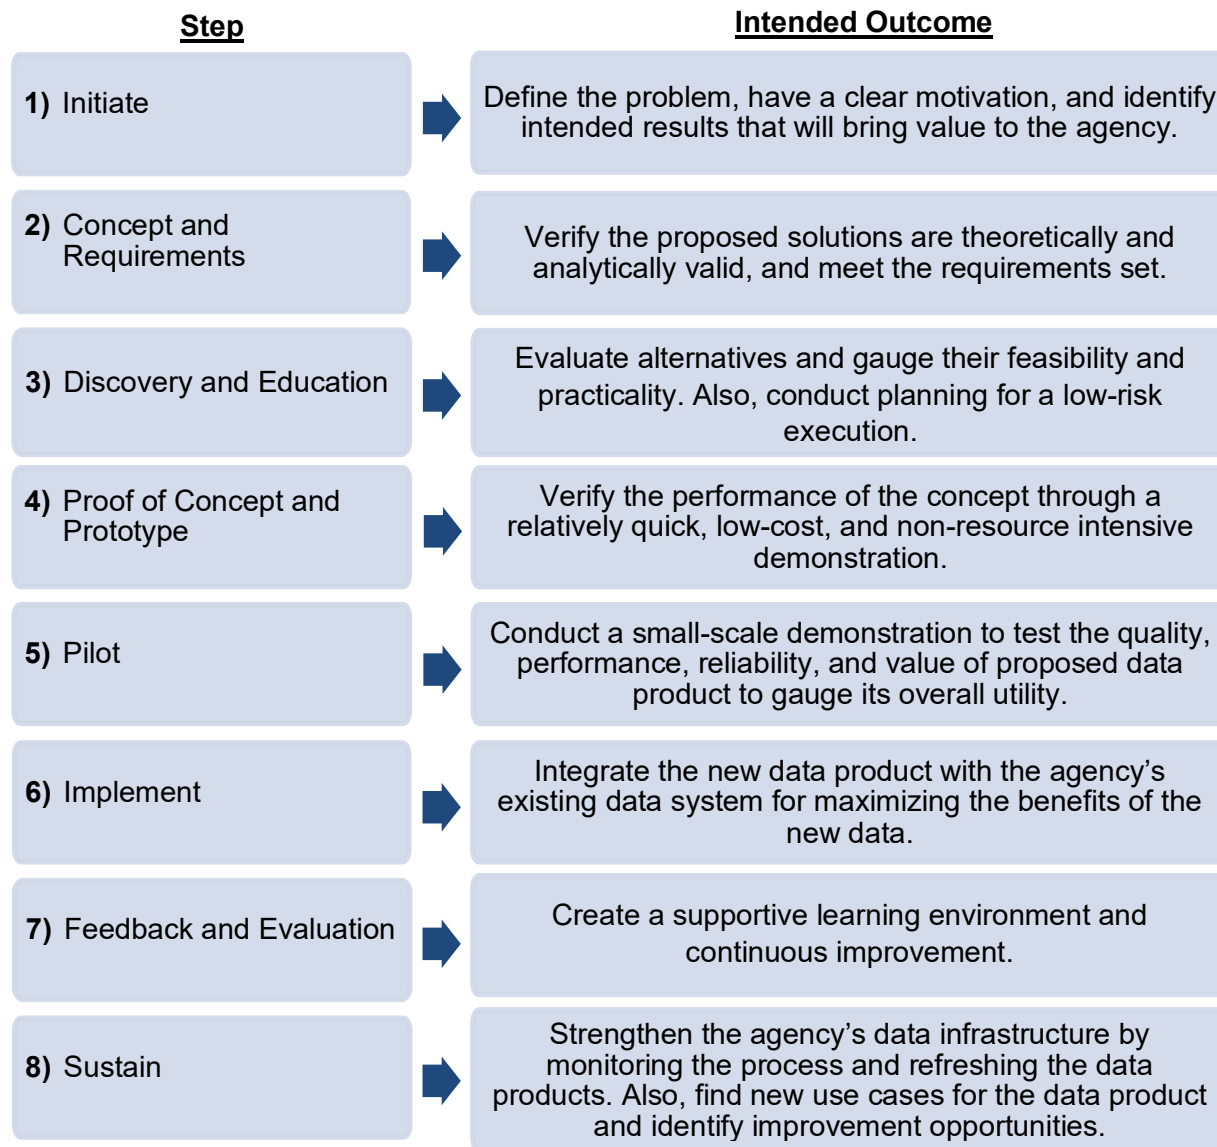 Step
Intended Outcome
1) Initiate
Define the problem, have a clear motivation, and identify
intended results that will bring value to the agency.
2) Concept and
Requirements
Verify the proposed solutions are theoretically and
analytically valid, and meet the requirements set.
3) Discovery and Education
Evaluate alternatives and gauge their feasibility and
practicality. Also, conduct planning for a low-risk
execution.
4) Proof of Concept and
Prototype
Verify the performance of the concept through a
relatively quick, low-cost, and non-resource intensive
demonstration.
5) Pilot
Conduct a small-scale demonstration to test the quality,
performance, reliability, and value of proposed data
product to gauge its overall utility.
6) Implement
Integrate the new data product with the agency’s
existing data system for maximizing the benefits of the
new data.
7) Feedback and Evaluation
Create a supportive learning environment and
continuous improvement.
8) Sustain
Strengthen the agency’s data infrastructure by
monitoring the process and refreshing the data
products. Also, find new use cases for the data product
and identify improvement opportunities.